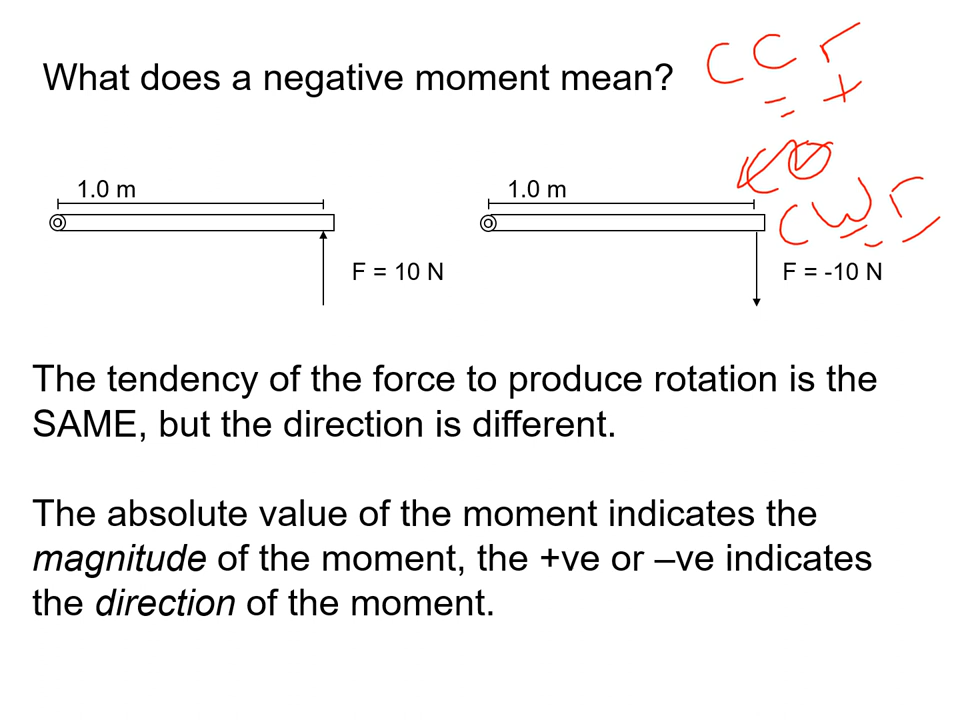 What does a negative moment mean?
1.0 m
1.0 m
F = 10 N
F = -10 N
The tendency of the force to produce rotation is the
SAME, but the direction is different.
The absolute value of the moment indicates the
magnitude of the moment, the +ve or –ve indicates
the direction of the moment.